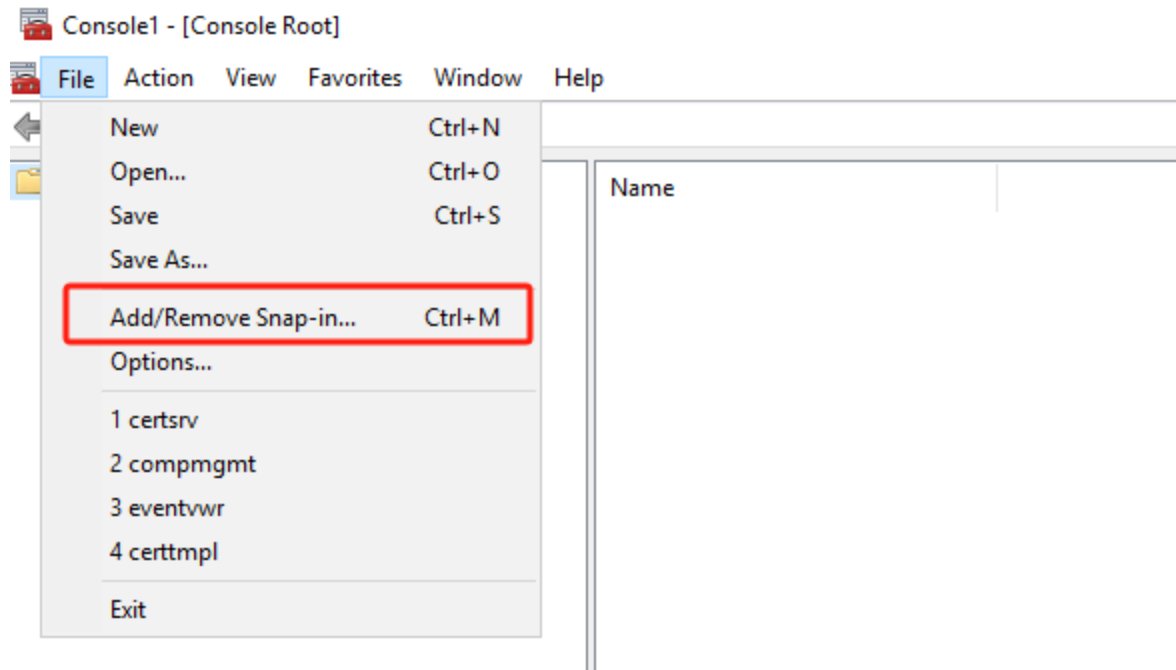 Console1 - [Console Root]
File Action View Favorites Window Help
New Ctrl+N
Open... Ctrl+O
Save Ctrl+S
Save As...
Add/Remove Snap-in... Ctrl+M
Options...
1 certsrv
2 compmgmt
3 eventvwr
4 certtmpl
Exit
Name